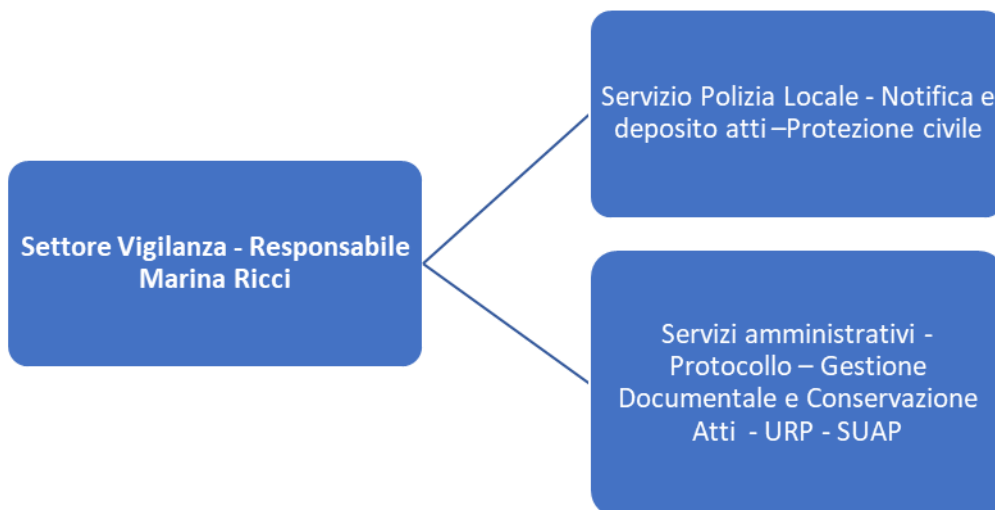 Settore Vigilanza - Responsabile
Marina Ricci
Servizio Polizia Locale - Notifica e
deposito atti –Protezione civile
Servizi amministrativi -
Protocollo – Gestione
Documentale e Conservazione
Atti - URP - SUAP